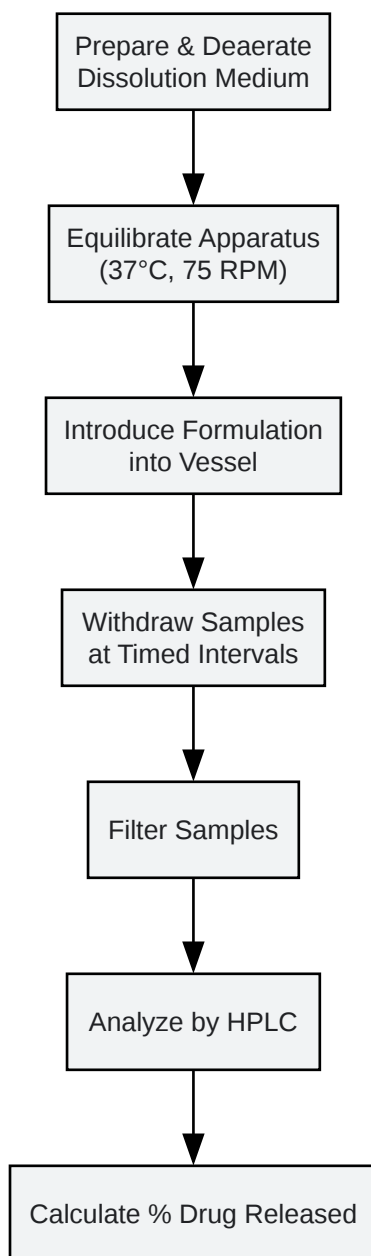 Prepare & Deaerate
Dissolution Medium
Equilibrate Apparatus
(37°C, 75 RPM)
Introduce Formulation
into Vessel
Withdraw Samples
at Timed Intervals
Filter Samples
Analyze by HPLC
Calculate % Drug Released